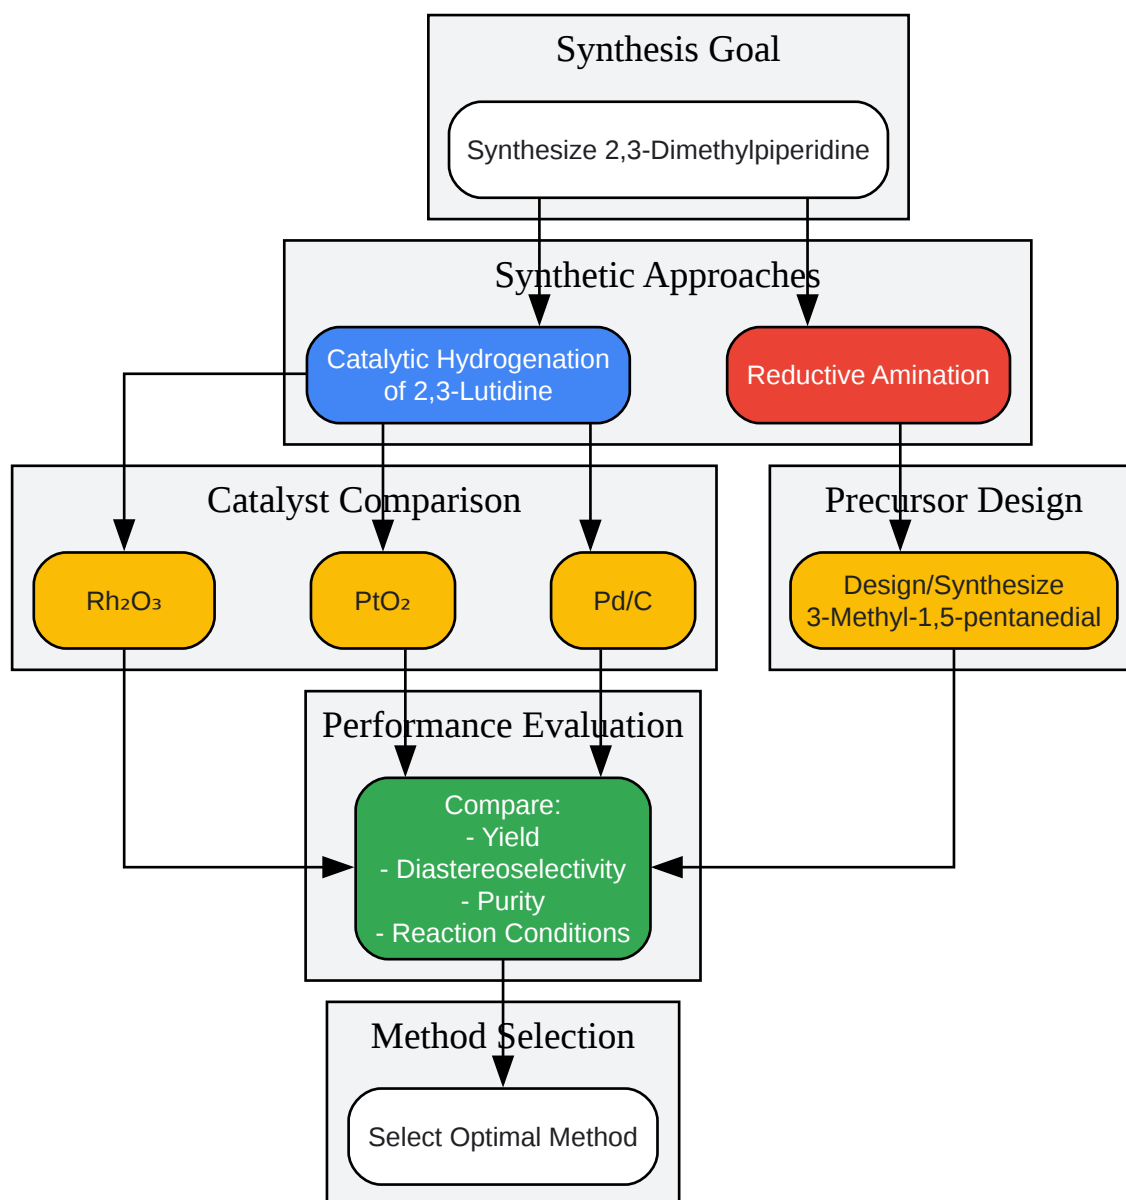 Synthesis Goal
Synthesize 2,3-Dimethylpiperidine
Synthetic Approaches
Catalytic Hydrogenation
of 2,3-Lutidine
Reductive Amination
Catalyst Comparison
Precursor Design
Rh₂O₃
PtO₂
Pd/C
Design/Synthesize
3-Methyl-1,5-pentanedial
Performance Evaluation
Compare:
- Yield
- Diastereoselectivity
- Purity
- Reaction Conditions
Method Selection
Select Optimal Method